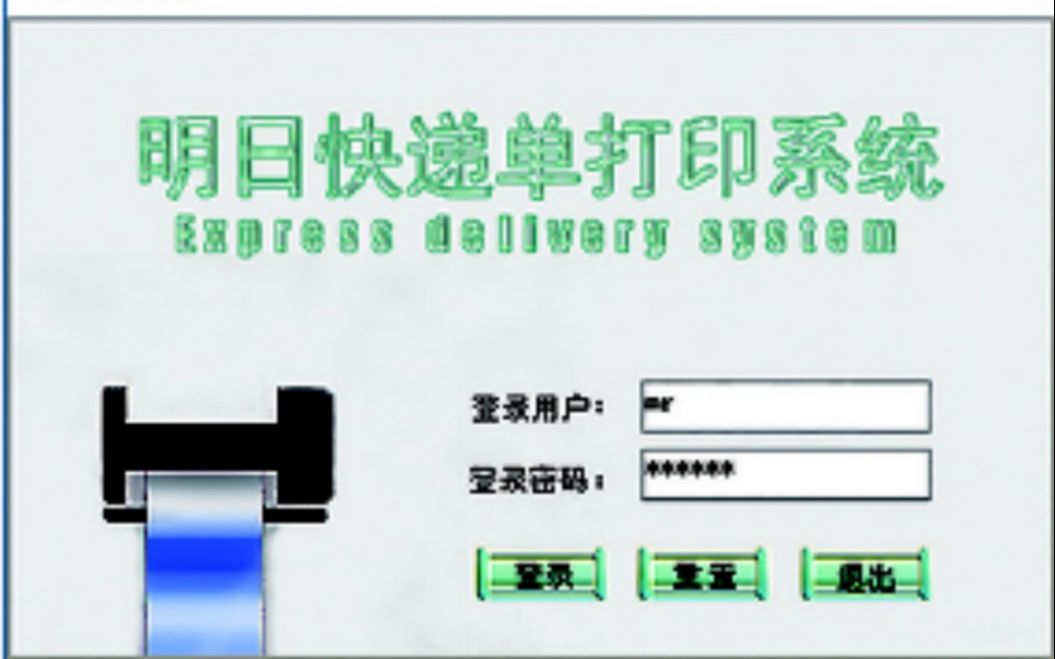 明日快递单打印系统
Express delivery system
登录用户： mr
登录密码： ******
登录 重置 退出